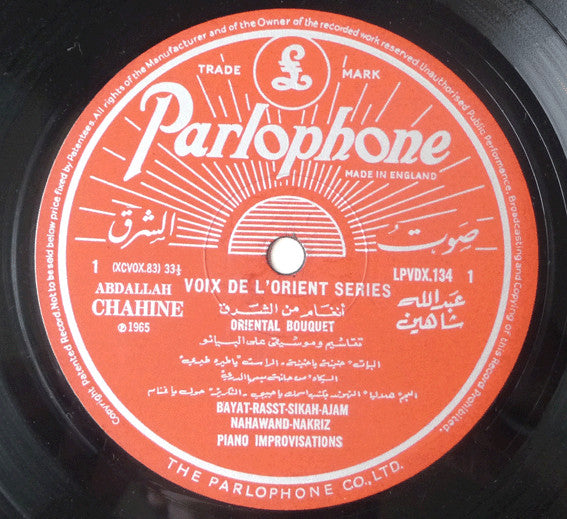 Copyright Patented Record. Not to be sold below price fixed by Patentees. All rights of the Manufacturer and of the Owner of the recorded work reserved. Unauthorised Public Performance, Broadcasting and Copying of this Record Prohibited.
£
TRADE MARK
Parlophone
MADE IN ENGLAND
صوت الشرق
1 (XCVOX.83) 33⅓
VOIX DE L'ORIENT SERIES
LPVDX.134 1
ABDALLAH CHAHINE
℗1965
عبدالله شاهين
أنغام من الشرق
ORIENTAL BOUQUET
تقاسيم وموسيقى على البيانو
BAYAT-RASST-SIKAH-AJAM
NAHAWAND-NAKRIZ
PIANO IMPROVISATIONS
THE PARLOPHONE CO., LTD.